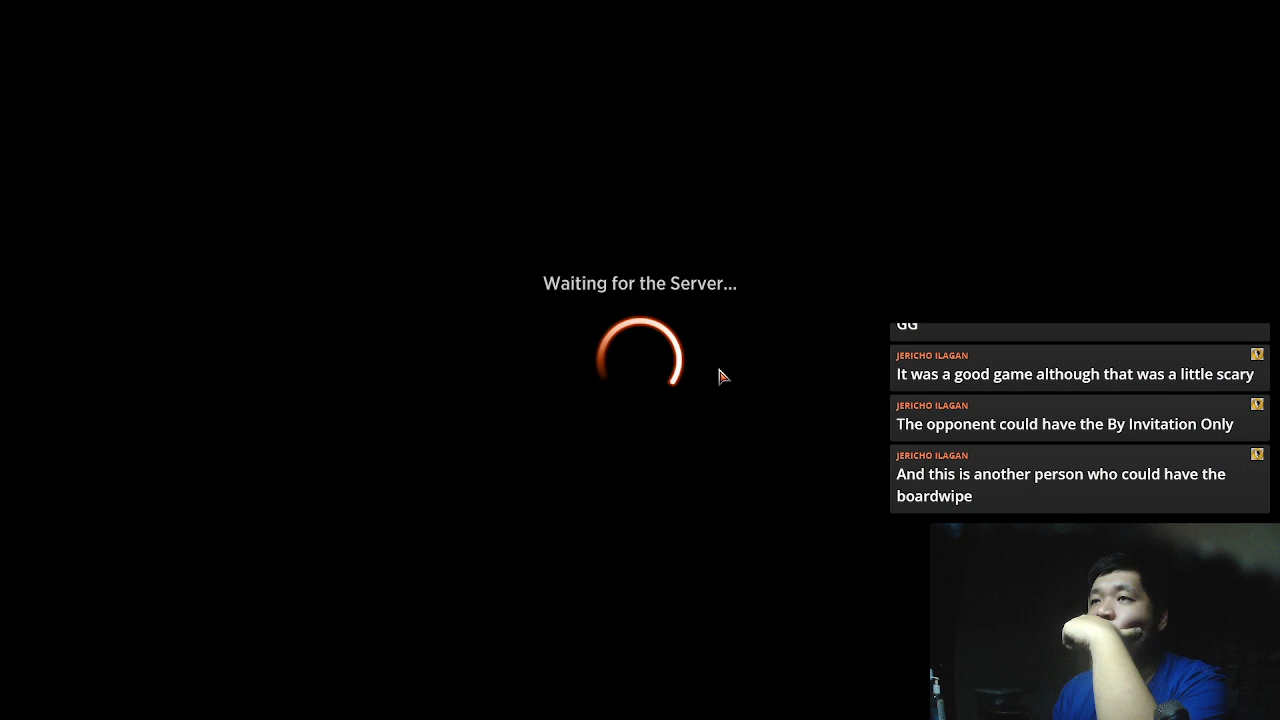 Waiting for the Server...
GG
JERICHO ILAGAN
It was a good game although that was a little scary
JERICHO ILAGAN
The opponent could have the By Invitation Only
JERICHO ILAGAN
And this is another person who could have the
boardwipe